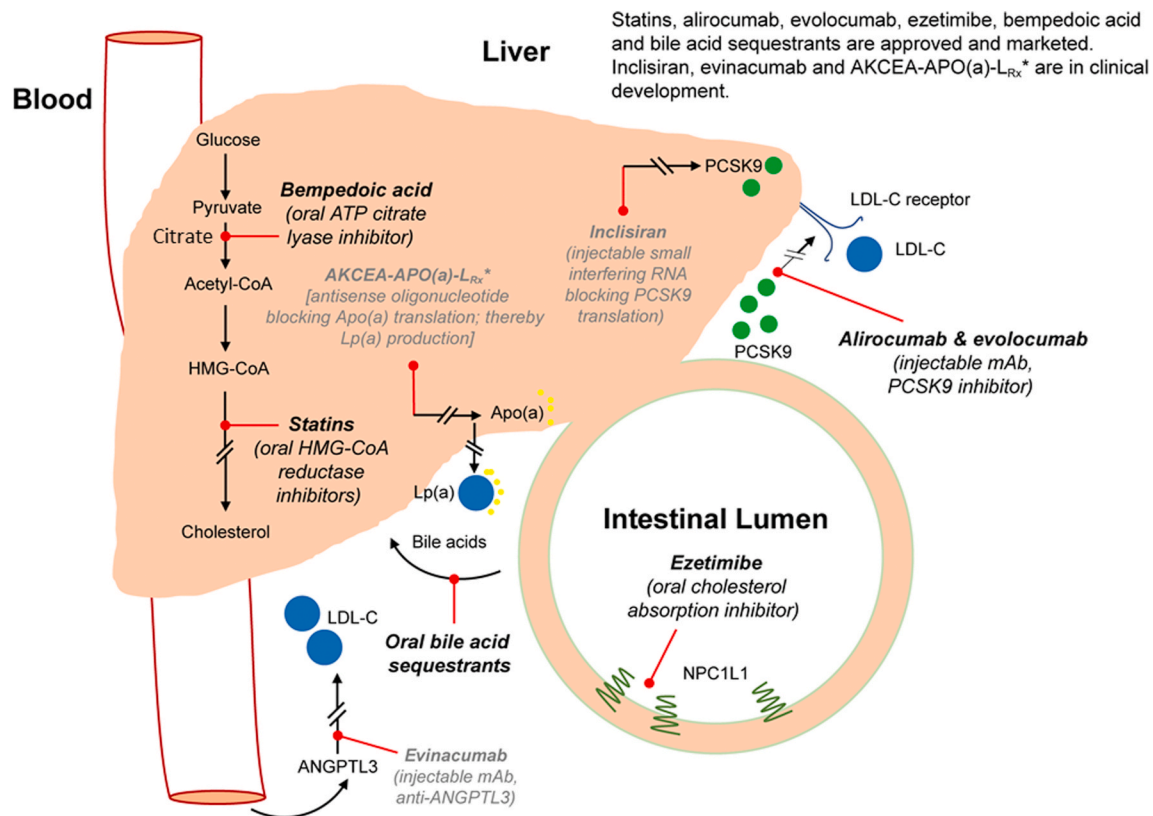 Statins, alirocumab, evolocumab, ezetimibe, bempedoic acid
and bile acid sequestrants are approved and marketed.
Inclisiran, evinacumab and AKCEA-APO(a)-LRx* are in clinical
development.
Liver
Blood
Glucose
Pyruvate
Citrate
Acetyl-CoA
HMG-CoA
Cholesterol
Bempedoic acid
(oral ATP citrate
lyase inhibitor)
AKCEA-APO(a)-LRx*
[antisense oligonucleotide
blocking Apo(a) translation; thereby
Lp(a) production]
Statins
(oral HMG-CoA
reductase
inhibitors)
Apo(a)
Lp(a)
Bile acids
Oral bile acid
sequestrants
PCSK9
Inclisiran
(injectable small
interfering RNA
blocking PCSK9
translation)
LDL-C receptor
LDL-C
PCSK9
Alirocumab & evolocumab
(injectable mAb,
PCSK9 inhibitor)
Intestinal Lumen
Ezetimibe
(oral cholesterol
absorption inhibitor)
NPC1L1
LDL-C
ANGPTL3
Evinacumab
(injectable mAb,
anti-ANGPTL3)